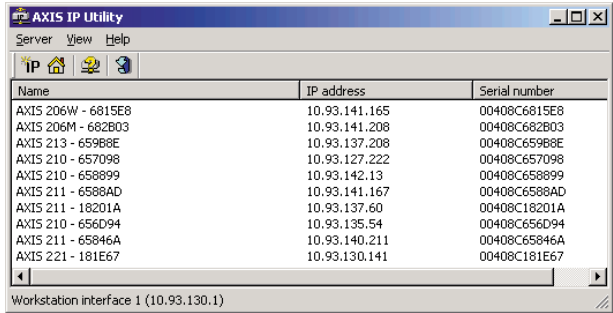 AXIS IP Utility
Server View Help
IP
Name IP address Serial number
AXIS 206W - 6815E8 10.93.141.165 00408C6815E8
AXIS 206M - 682B03 10.93.141.208 00408C682B03
AXIS 213 - 659B8E 10.93.137.208 00408C659B8E
AXIS 210 - 657098 10.93.127.222 00408C657098
AXIS 210 - 658899 10.93.142.13 00408C658899
AXIS 211 - 6588AD 10.93.141.167 00408C6588AD
AXIS 211 - 18201A 10.93.137.60 00408C18201A
AXIS 210 - 656D94 10.93.135.54 00408C656D94
AXIS 211 - 65846A 10.93.140.211 00408C65846A
AXIS 221 - 181E67 10.93.130.141 00408C181E67
Workstation interface 1 (10.93.130.1)